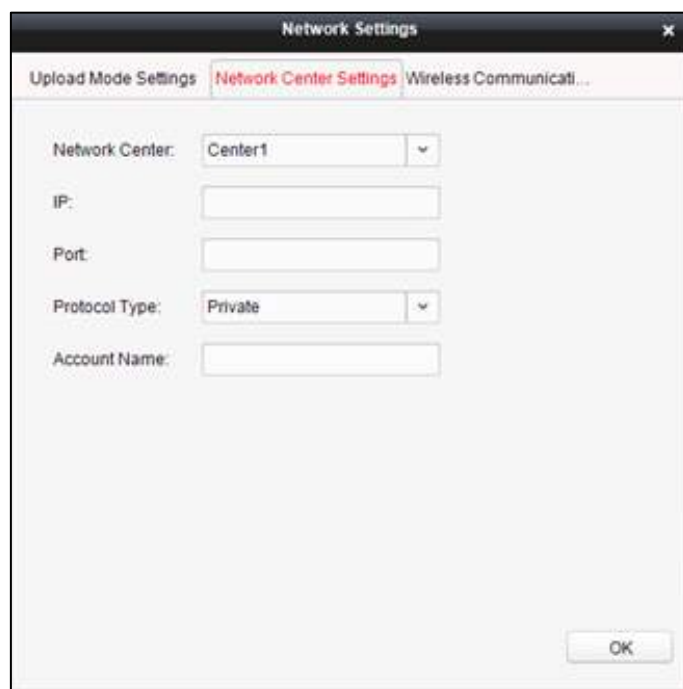 Network Settings
Upload Mode Settings Network Center Settings Wireless Communicati...
Network Center: Center1
IP:
Port:
Protocol Type: Private
Account Name:
OK